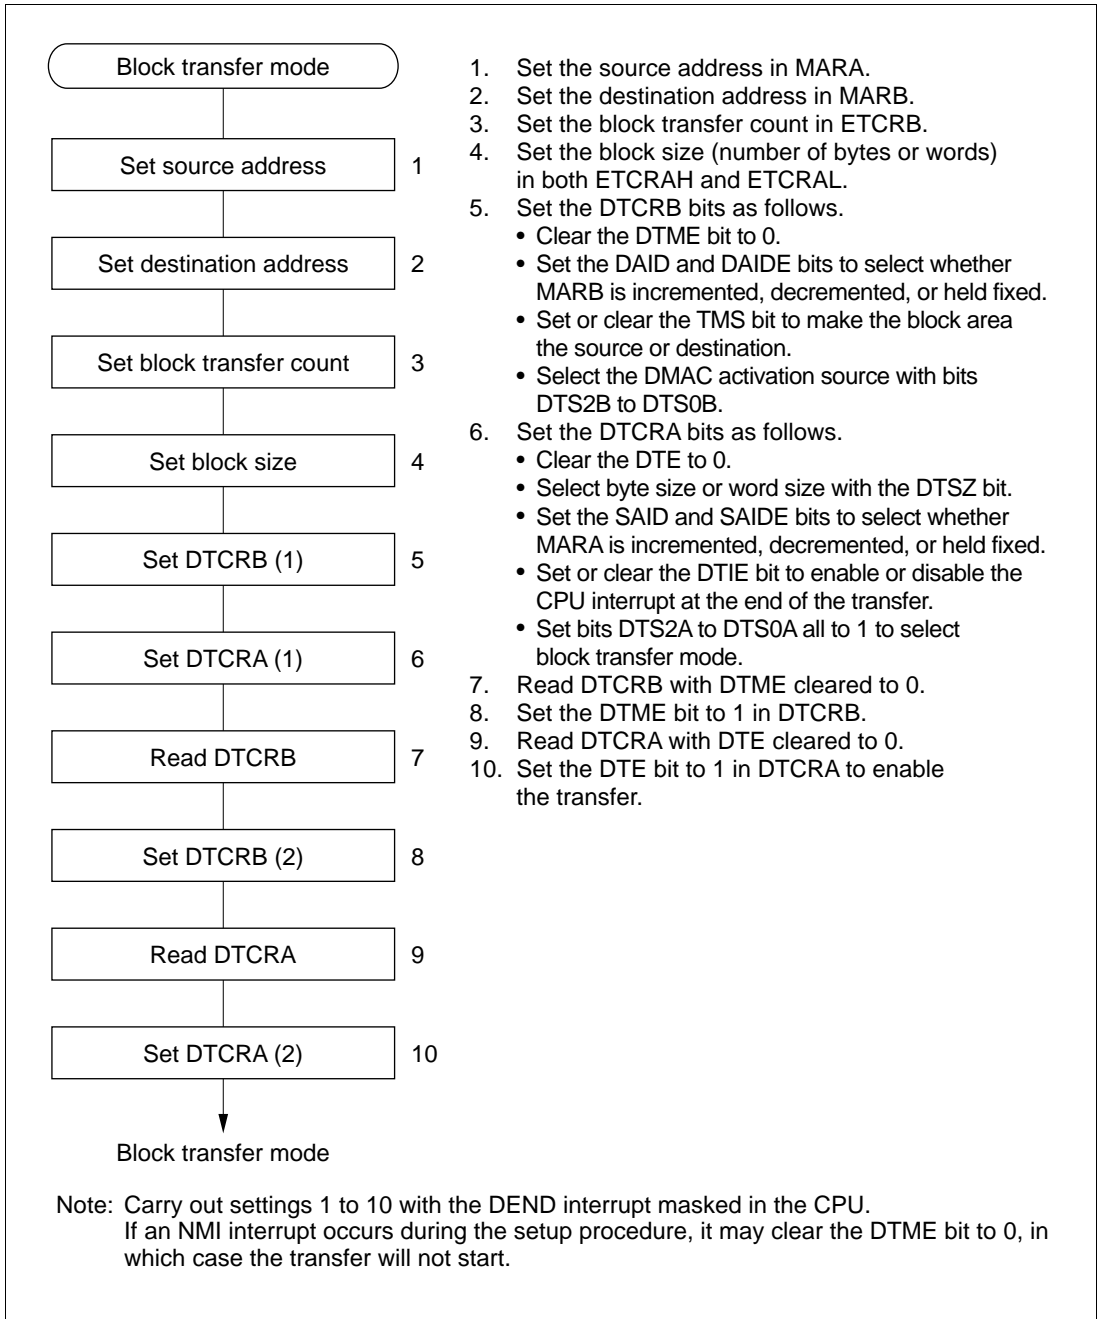 Block transfer mode
Set source address 1
Set destination address 2
Set block transfer count 3
Set block size 4
Set DTCRB (1) 5
Set DTCRA (1) 6
Read DTCRB 7
Set DTCRB (2) 8
Read DTCRA 9
Set DTCRA (2) 10
Block transfer mode
1. Set the source address in MARA.
2. Set the destination address in MARB.
3. Set the block transfer count in ETCRB.
4. Set the block size (number of bytes or words)
in both ETCRAH and ETCRAL.
5. Set the DTCRB bits as follows.
• Clear the DTME bit to 0.
• Set the DAID and DAIDE bits to select whether
MARB is incremented, decremented, or held fixed.
• Set or clear the TMS bit to make the block area
the source or destination.
• Select the DMAC activation source with bits
DTS2B to DTS0B.
6. Set the DTCRA bits as follows.
• Clear the DTE to 0.
• Select byte size or word size with the DTSZ bit.
• Set the SAID and SAIDE bits to select whether
MARA is incremented, decremented, or held fixed.
• Set or clear the DTIE bit to enable or disable the
CPU interrupt at the end of the transfer.
• Set bits DTS2A to DTS0A all to 1 to select
block transfer mode.
7. Read DTCRB with DTME cleared to 0.
8. Set the DTME bit to 1 in DTCRB.
9. Read DTCRA with DTE cleared to 0.
10. Set the DTE bit to 1 in DTCRA to enable
the transfer.
Note: Carry out settings 1 to 10 with the DEND interrupt masked in the CPU.
If an NMI interrupt occurs during the setup procedure, it may clear the DTME bit to 0, in
which case the transfer will not start.